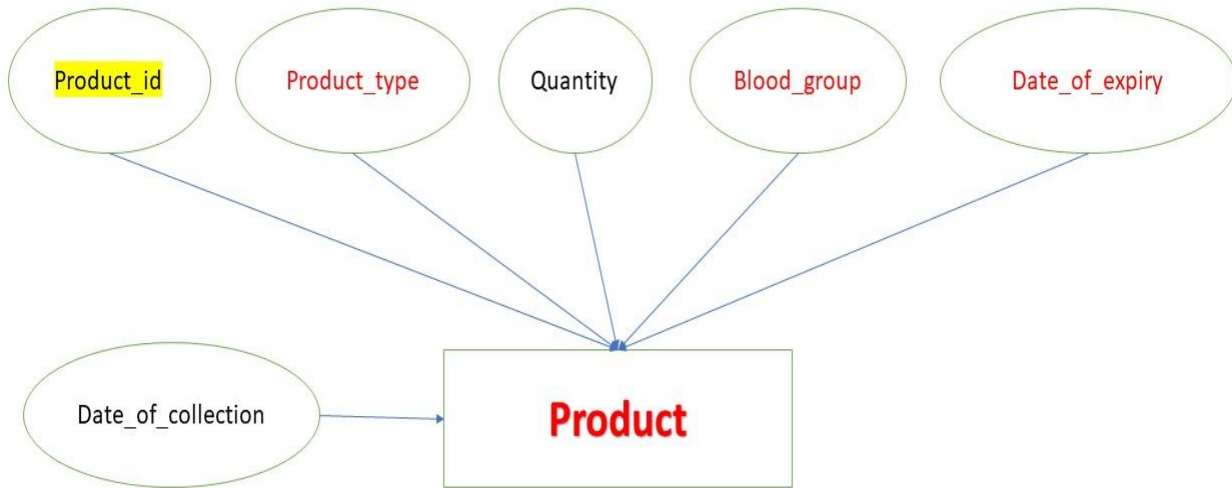 Product_id
Product_type
Quantity
Blood_group
Date_of_expiry
Date_of_collection
Product